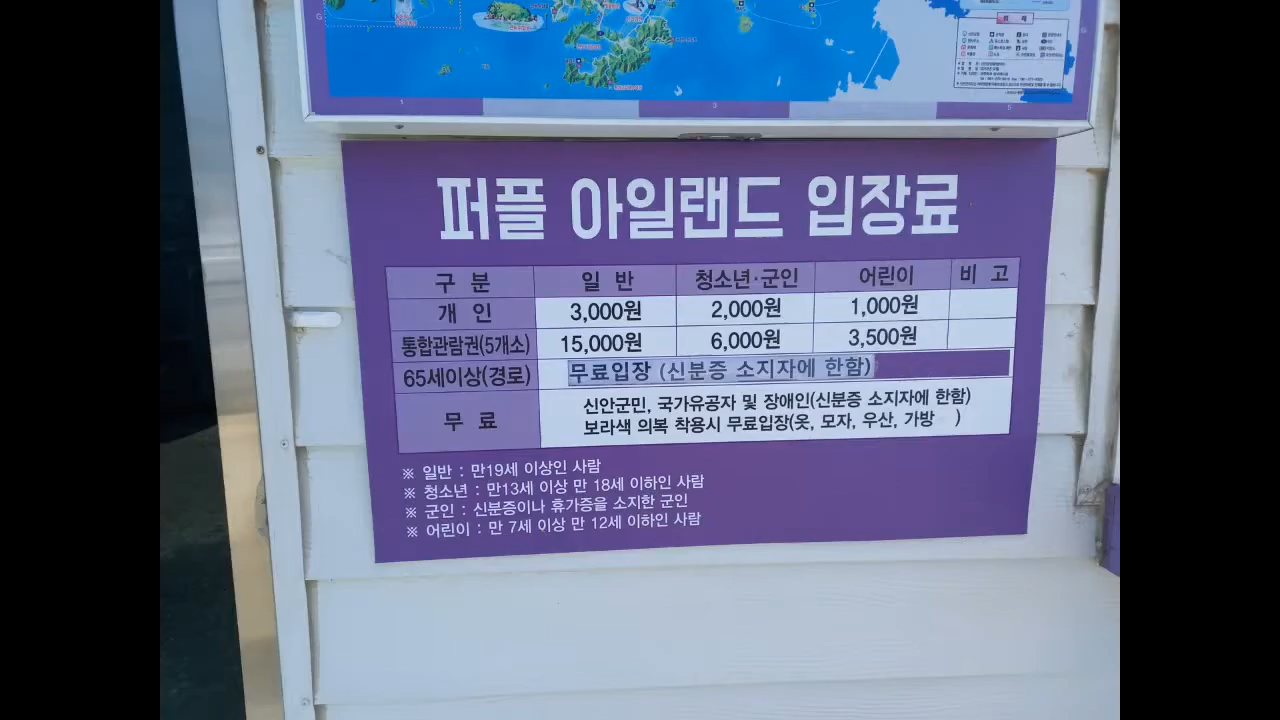 G
G
범 례
1
3
5
퍼플 아일랜드 입장료
구 분 일 반 청소년·군인 어린이 비 고
개 인 3,000원 2,000원 1,000원
통합관람권(5개소) 15,000원 6,000원 3,500원
65세이상(경로) 무료입장 (신분증 소지자에 한함)
무 료 신안군민, 국가유공자 및 장애인(신분증 소지자에 한함)
보라색 의복 착용시 무료입장(옷, 모자, 우산, 가방 )
※ 일반 : 만19세 이상인 사람
※ 청소년 : 만13세 이상 만 18세 이하인 사람
※ 군인 : 신분증이나 휴가증을 소지한 군인
※ 어린이 : 만 7세 이상 만 12세 이하인 사람